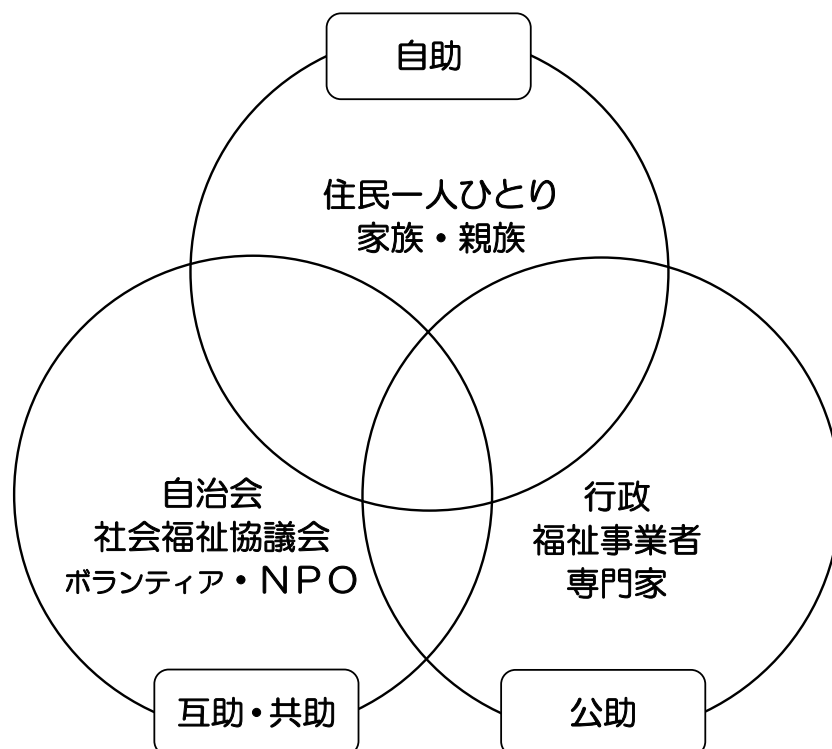 自助
住民一人ひとり
家族・親族
自治会
社会福祉協議会
ボランティア・ＮＰＯ
行政
福祉事業者
専門家
互助・共助
公助